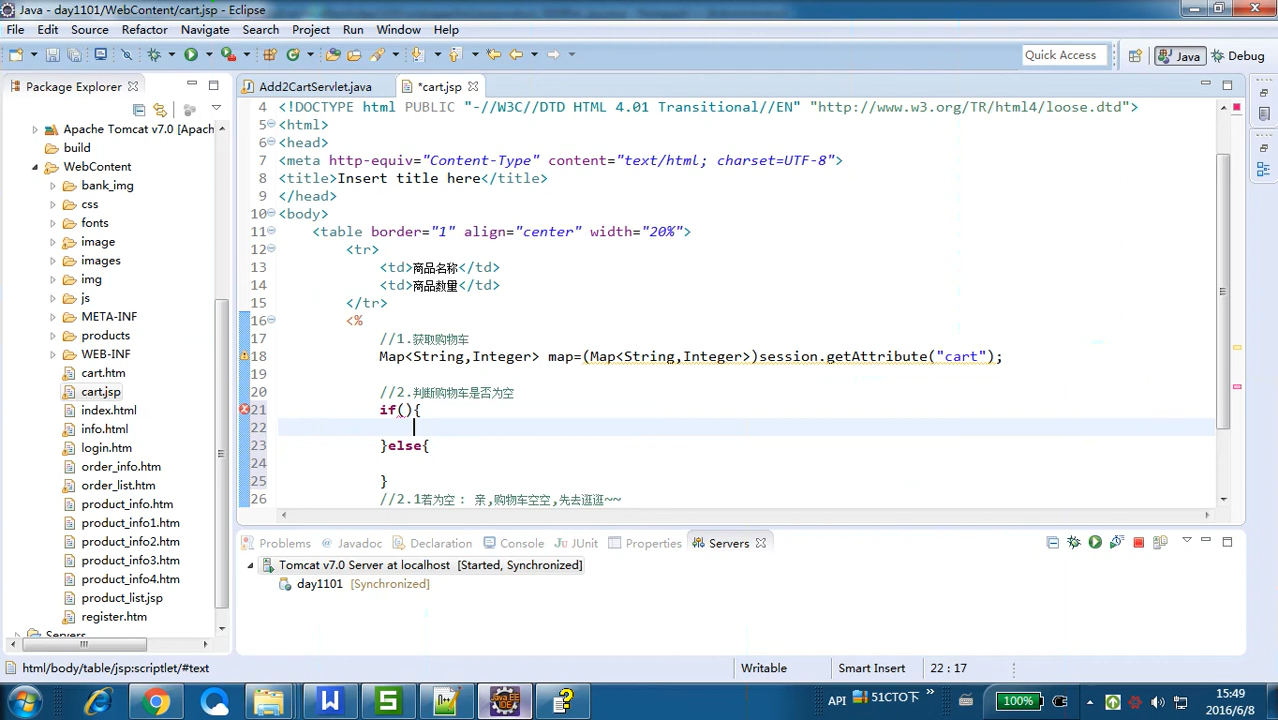 Java - day1101/WebContent/cart.jsp - Eclipse
File Edit Source Refactor Navigate Search Project Run Window Help
Quick Access Java Debug
Package Explorer
Apache Tomcat v7.0 [Apach
build
WebContent
bank_img
css
fonts
image
images
img
js
META-INF
products
WEB-INF
cart.htm
cart.jsp
index.html
info.html
login.htm
order_info.htm
order_list.htm
product_info.htm
product_info1.htm
product_info2.htm
product_info3.htm
product_info4.htm
product_list.jsp
register.htm
Servers
Add2CartServlet.java *cart.jsp
4 <!DOCTYPE html PUBLIC "-//W3C//DTD HTML 4.01 Transitional//EN" "http://www.w3.org/TR/html4/loose.dtd">
5 <html>
6 <head>
7 <meta http-equiv="Content-Type" content="text/html; charset=UTF-8">
8 <title>Insert title here</title>
9 </head>
10 <body>
11 <table border="1" align="center" width="20%">
12 <tr>
13 <td>商品名称</td>
14 <td>商品数量</td>
15 </tr>
16 <%
17 //1.获取购物车
18 Map<String,Integer> map=(Map<String,Integer>)session.getAttribute("cart");
19
20 //2.判断购物车是否为空
21 if(){
22
23 }else{
24
25 }
26 //2.1若为空 : 亲,购物车空空,先去逛逛~~
Problems Javadoc Declaration Console JUnit Properties Servers
Tomcat v7.0 Server at localhost [Started, Synchronized]
day1101 [Synchronized]
html/body/table/jsp:scriptlet/#text Writable Smart Insert 22 : 17
API 51CTO下 » 100% 15:49
2016/6/8